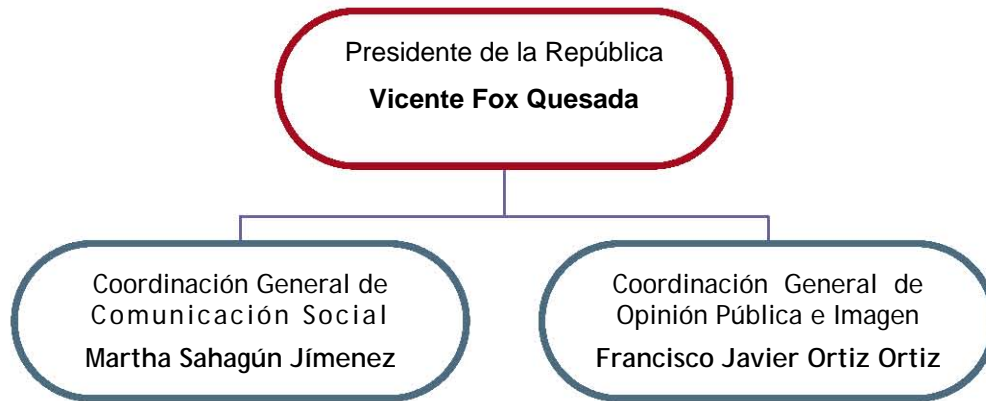 Presidente de la República
Vicente Fox Quesada
Coordinación General de
Comunicación Social
Martha Sahagún Jímenez
Coordinación General de
Opinión Pública e Imagen
Francisco Javier Ortiz Ortiz